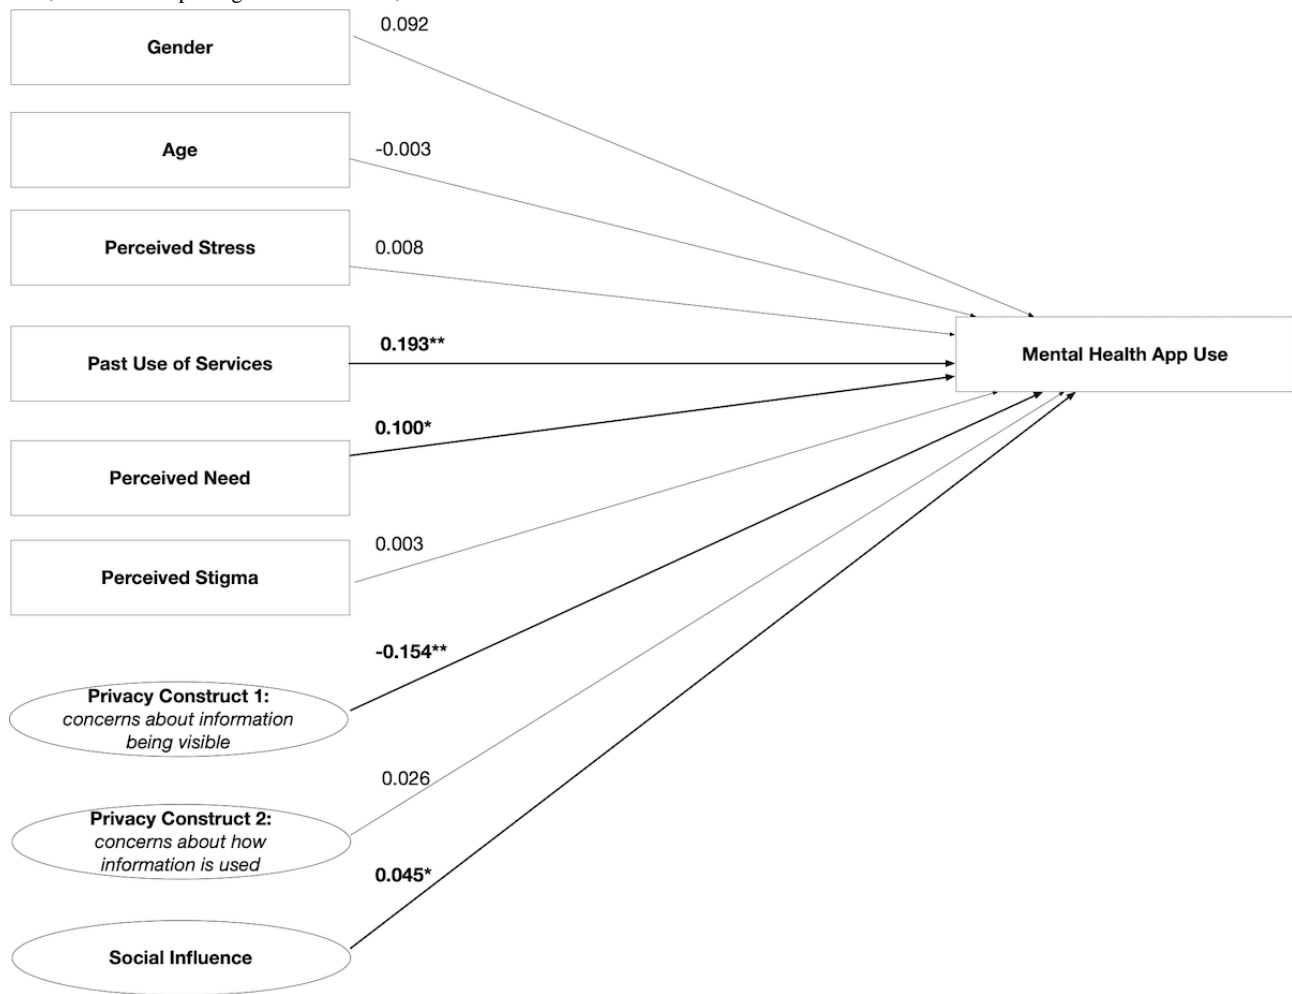 Gender
0.092
Age
-0.003
Perceived Stress
0.008
Past Use of Services
0.193**
Mental Health App Use
Perceived Need
0.100*
Perceived Stigma
0.003
Privacy Construct 1:
concerns about information
being visible
-0.154**
Privacy Construct 2:
concerns about how
information is used
0.026
Social Influence
0.045*